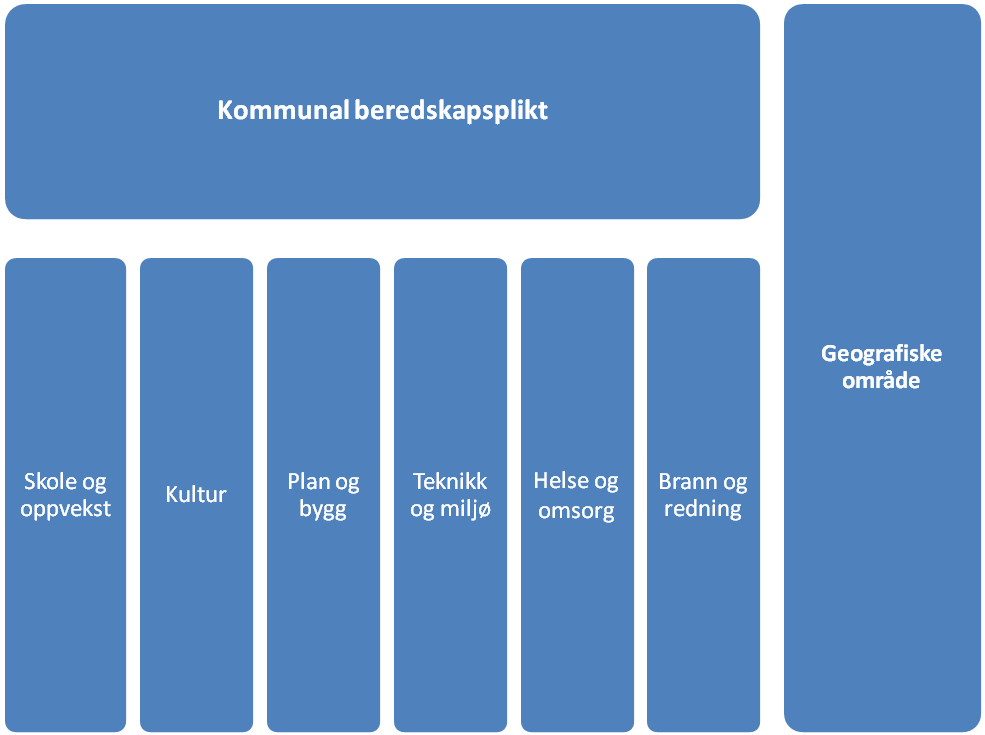 Kommunal beredskapsplikt
Geografiske
område
Skole og
oppvekst
Kultur
Plan og
bygg
Teknikk
og miljø
Helse og
omsorg
Brann og
redning